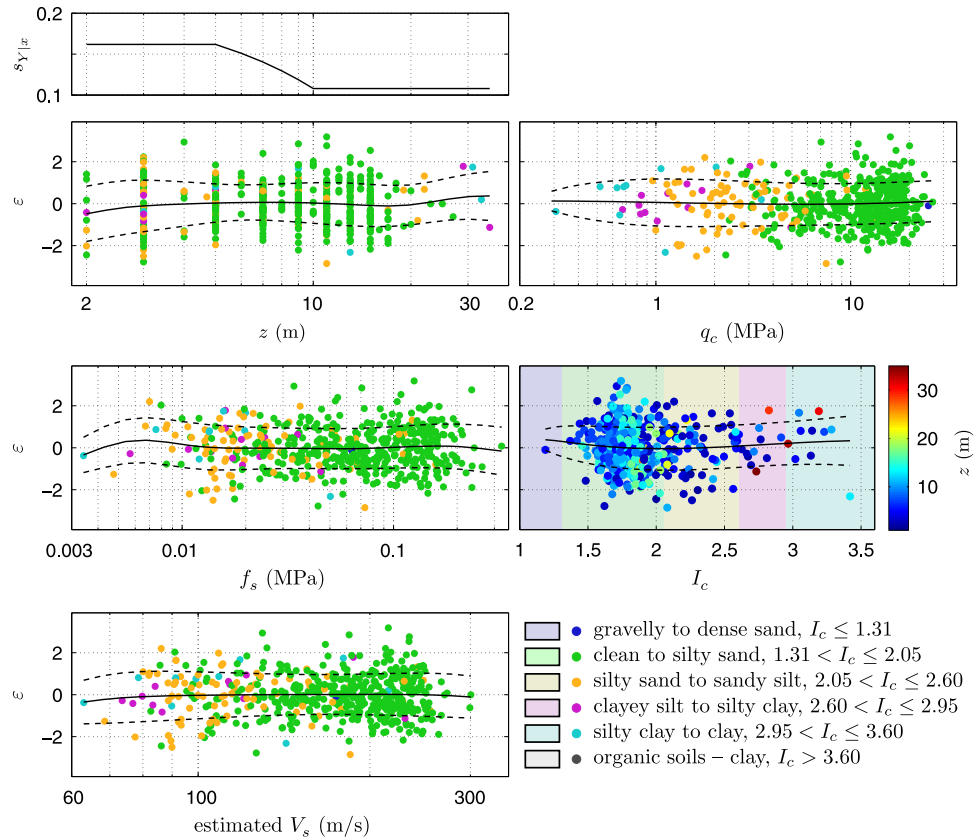 0.2
s_{Y|x}
0.1
2
0
−2
ε
2
10
30
z (m)
0.2
1
10
q_c (MPa)
2
0
−2
ε
0.003
0.01
0.1
f_s (MPa)
1
1.5
2
2.5
3
3.5
I_c
30
20
10
z (m)
2
0
−2
ε
60
100
300
estimated V_s (m/s)
gravelly to dense sand, I_c ≤ 1.31
clean to silty sand, 1.31 < I_c ≤ 2.05
silty sand to sandy silt, 2.05 < I_c ≤ 2.60
clayey silt to silty clay, 2.60 < I_c ≤ 2.95
silty clay to clay, 2.95 < I_c ≤ 3.60
organic soils – clay, I_c > 3.60